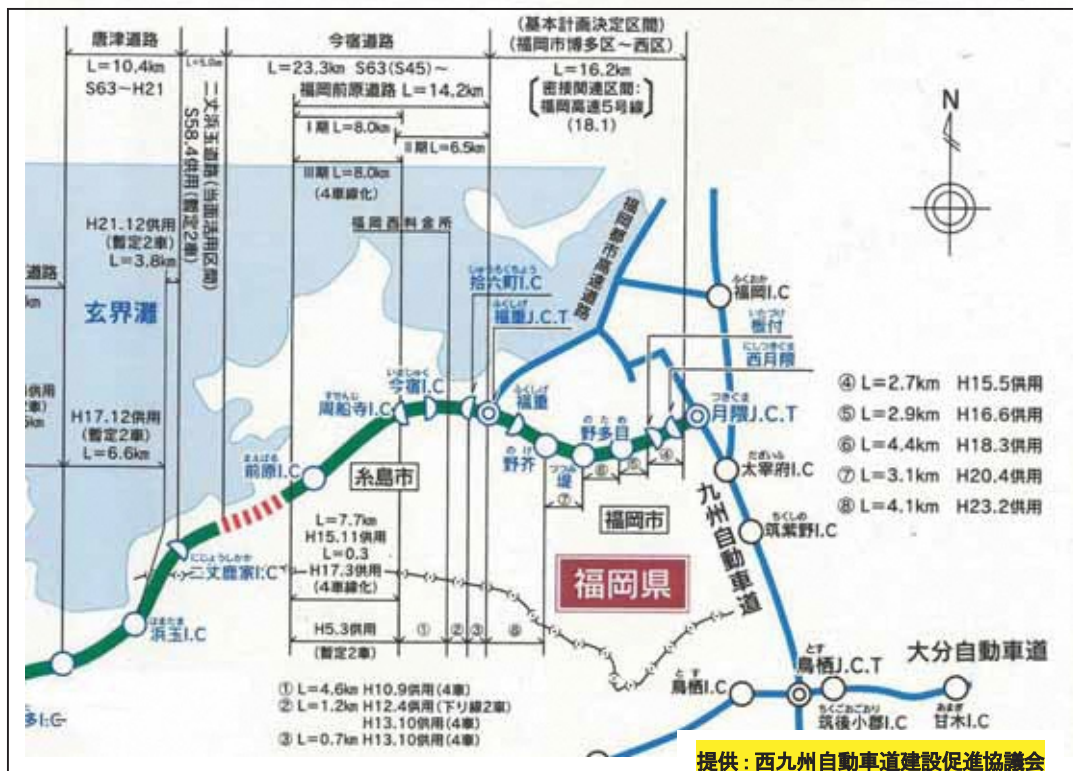 唐津道路
L=10.4km
S63~H21
L=5.0km
二丈浜玉道路(当面活用区間)
S58.4供用(暫定2車)
今宿道路
L=23.3km S63(S45)~
福岡前原道路 L=14.2km
I期 L=8.0km
II期 L=6.5km
III期 L=8.0km
(4車線化)
福岡西料金所
(基本計画決定区間)
(福岡市博多区~西区)
L=16.2km
密接関連区間:
福岡高速5号線
(18.1)
N
H21.12供用
(暫定2車)
L=3.8km
道路
玄界灘
H17.12供用
(暫定2車)
L=6.6km
じゅうろくちょう
拾六町I.C
ふくしげ
福重J.C.T
福岡都市高速道路
ふくおか
福岡I.C
いたづけ
板付
にしつきぐま
西月隈
つきぐま
月隈J.C.T
いまじゅく
今宿I.C
すせんじ
周船寺I.C
ふくしげ
福重
のけ
野芥
つつみ
堤
のため
野多目
まえばる
前原I.C
糸島市
福岡市
福岡県
だざいふ
太宰府I.C
ちくしの
筑紫野I.C
九州自動車道
④ L=2.7km H15.5供用
⑤ L=2.9km H16.6供用
⑥ L=4.4km H18.3供用
⑦ L=3.1km H20.4供用
⑧ L=4.1km H23.2供用
④
⑤
⑥
⑦
にじょうしかか
二丈鹿家I.C
はまたま
浜玉I.C
多I.C
L=7.7km
H15.11供用
L=0.3
H17.3供用
(4車線化)
H5.3供用
(暫定2車)
① ② ③ ⑧
① L=4.6km H10.9供用(4車)
② L=1.2km H12.4供用(下り線2車)
H13.10供用(4車)
③ L=0.7km H13.10供用(4車)
とす
鳥栖I.C
とす
鳥栖J.C.T
ちくごおごおり
筑後小郡I.C
大分自動車道
あまぎ
甘木I.C
提供:西九州自動車道建設促進協議会